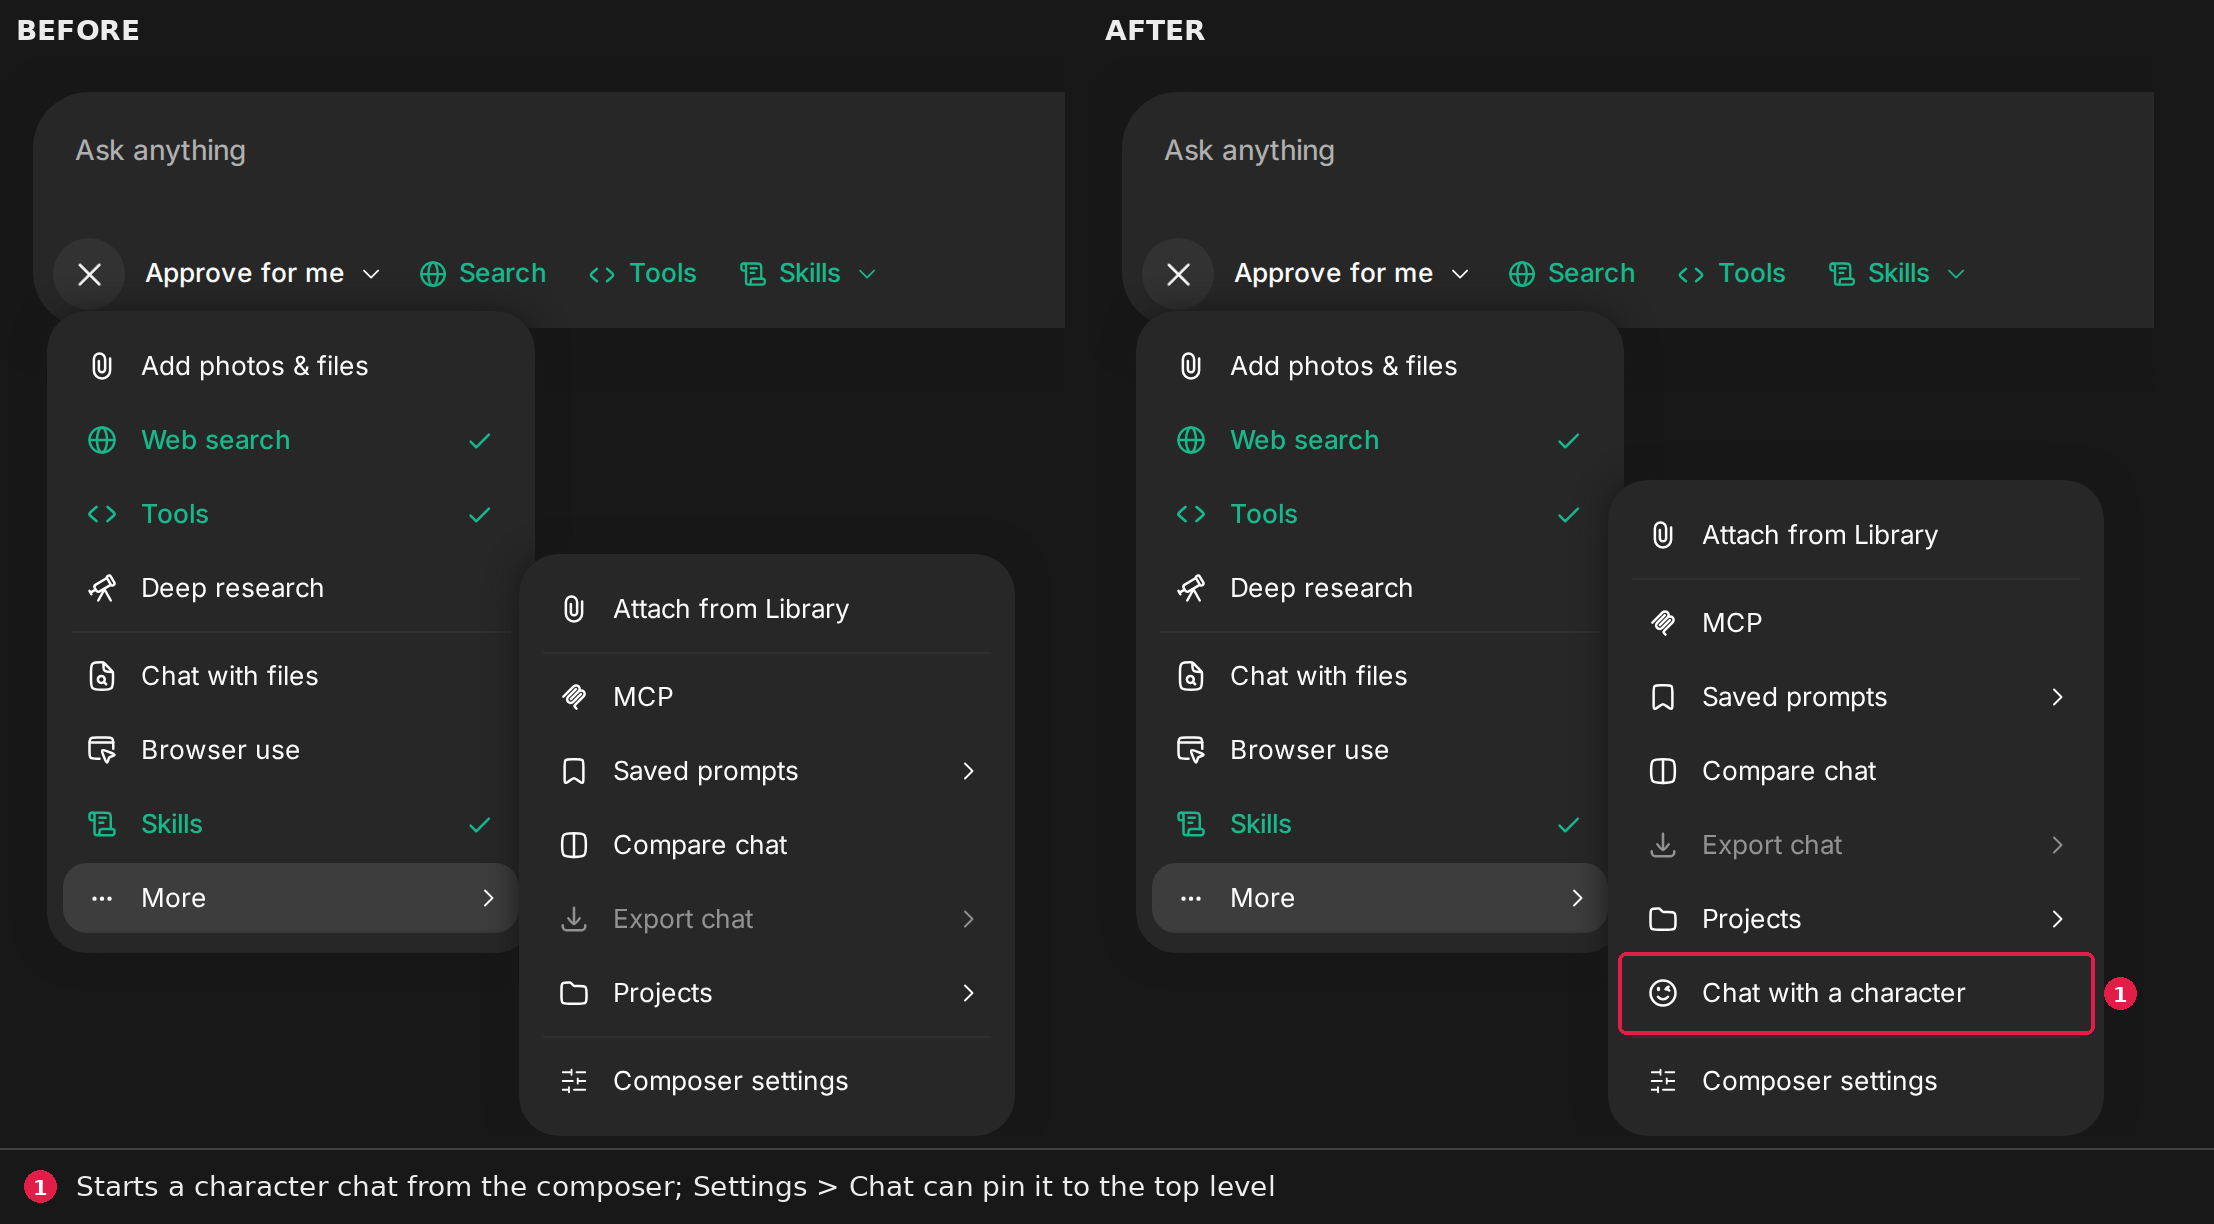 BEFORE
Ask anything
Approve for me
Search
Tools
Skills
Add photos & files
Web search
Tools
Deep research
Chat with files
Browser use
Skills
More
Attach from Library
MCP
Saved prompts
Compare chat
Export chat
Projects
Composer settings
AFTER
Ask anything
Approve for me
Search
Tools
Skills
Add photos & files
Web search
Tools
Deep research
Chat with files
Browser use
Skills
More
Attach from Library
MCP
Saved prompts
Compare chat
Export chat
Projects
Chat with a character
1
Composer settings
1 Starts a character chat from the composer; Settings > Chat can pin it to the top level